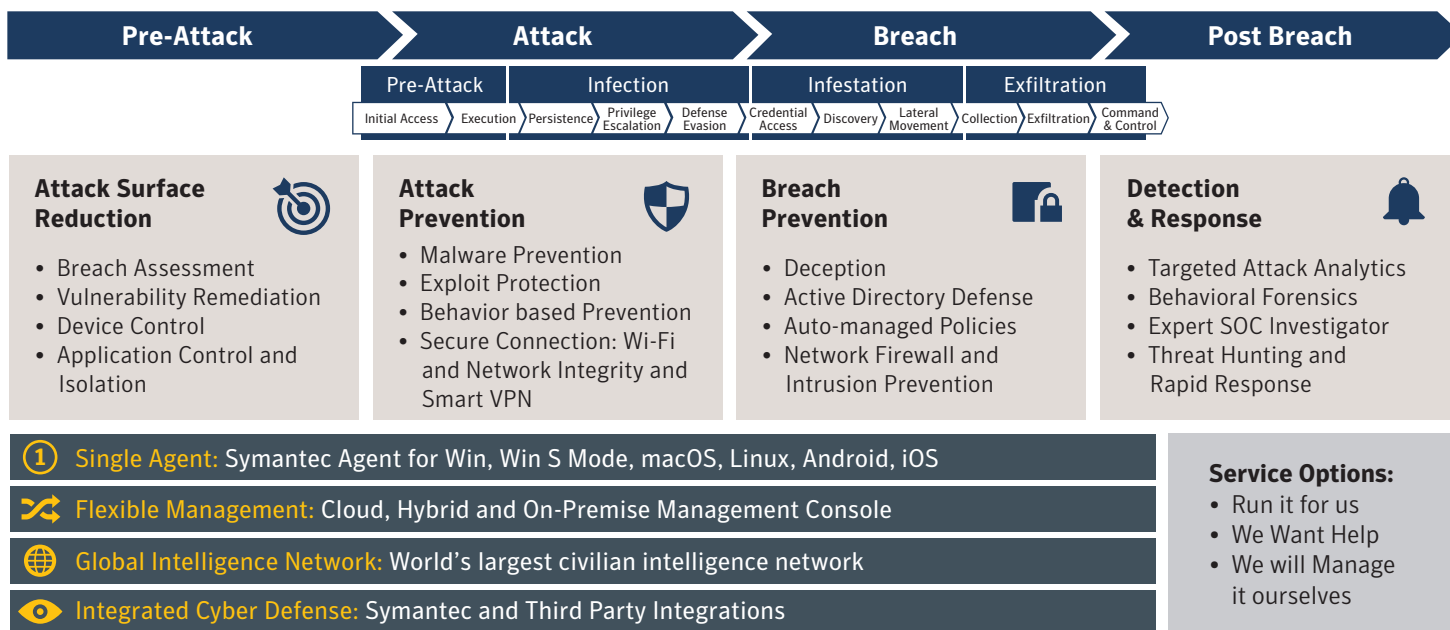 Pre-Attack
Attack
Breach
Post Breach
Pre-Attack
Infection
Infestation
Exfiltration
Initial Access
Execution
Persistence
Privilege
Escalation
Defense
Evasion
Credential
Access
Discovery
Lateral
Movement
Collection
Exfiltration
Command
& Control
Attack Surface
Reduction
• Breach Assessment
• Vulnerability Remediation
• Device Control
• Application Control and
Isolation
Attack
Prevention
• Malware Prevention
• Exploit Protection
• Behavior based Prevention
• Secure Connection: Wi-Fi
and Network Integrity and
Smart VPN
Breach
Prevention
• Deception
• Active Directory Defense
• Auto-managed Policies
• Network Firewall and
Intrusion Prevention
Detection
& Response
• Targeted Attack Analytics
• Behavioral Forensics
• Expert SOC Investigator
• Threat Hunting and
Rapid Response
1 Single Agent: Symantec Agent for Win, Win S Mode, macOS, Linux, Android, iOS
Flexible Management: Cloud, Hybrid and On-Premise Management Console
Global Intelligence Network: World's largest civilian intelligence network
Integrated Cyber Defense: Symantec and Third Party Integrations
Service Options:
• Run it for us
• We Want Help
• We will Manage
it ourselves